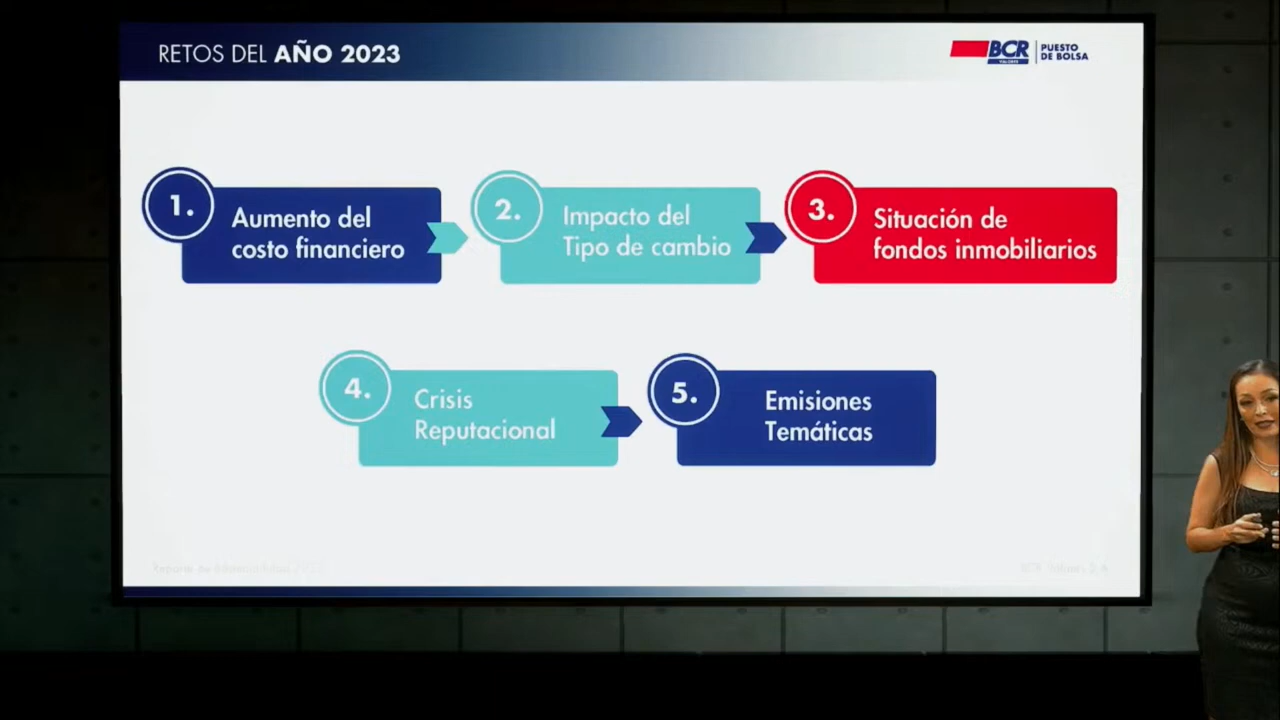 RETOS DEL AÑO 2023
BCR
VALORES
PUESTO
DE BOLSA
1.
Aumento del
costo financiero
2.
Impacto del
Tipo de cambio
3.
Situación de
fondos inmobiliarios
4.
Crisis
Reputacional
5.
Emisiones
Temáticas